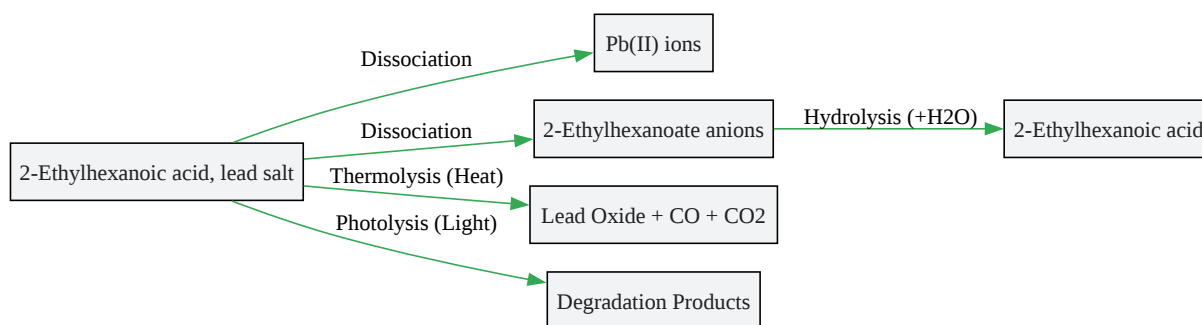 Pb(II) ions
Dissociation
2-Ethylhexanoate anions
Hydrolysis (+H2O)
2-Ethylhexanoic acid
Dissociation
2-Ethylhexanoic acid, lead salt
Thermolysis (Heat)
Lead Oxide + CO + CO2
Photolysis (Light)
Degradation Products